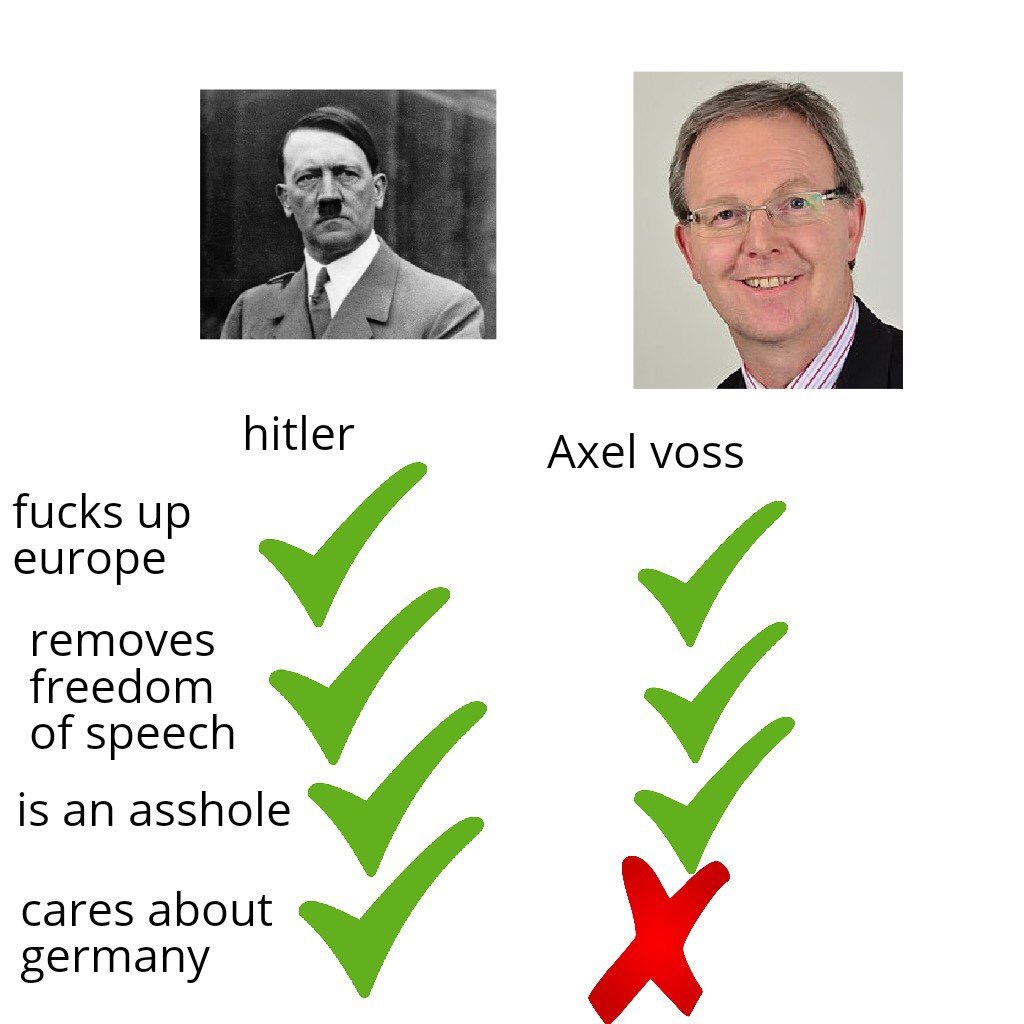 hitler
Axel voss
fucks up
europe
removes
freedom
of speech
is an asshole
cares about
germany